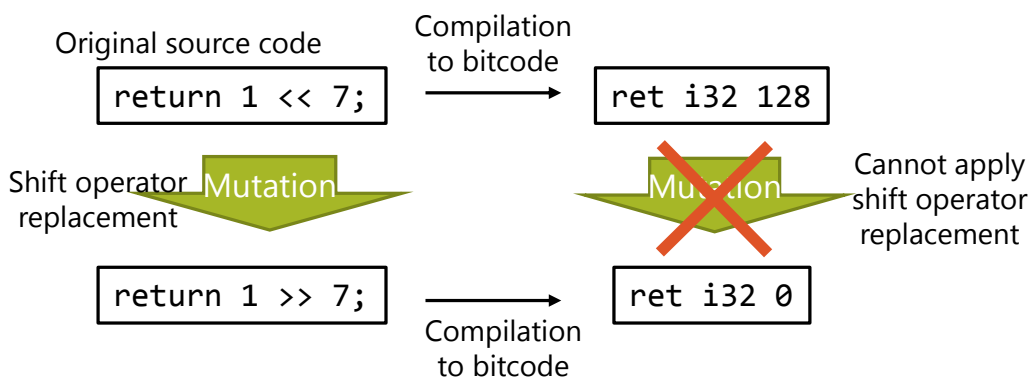 Original source code
Compilation
to bitcode
return 1 << 7;
ret i32 128
Shift operator
replacement
Mutation
Mutation
Cannot apply
shift operator
replacement
return 1 >> 7;
ret i32 0
Compilation
to bitcode